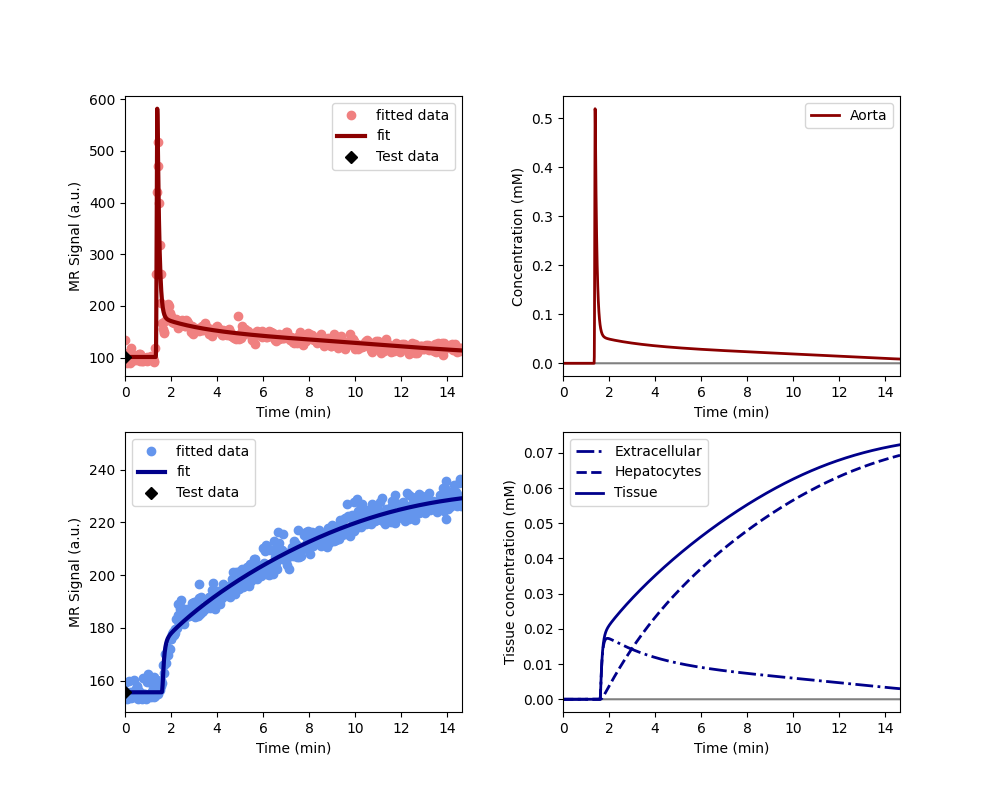 MR Signal (a.u.)
600
500
400
300
200
100
0 2 4 6 8 10 12 14
Time (min)
fitted data
fit
Test data
Concentration (mM)
0.5
0.4
0.3
0.2
0.1
0.0
0 2 4 6 8 10 12 14
Time (min)
Aorta
MR Signal (a.u.)
240
220
200
180
160
0 2 4 6 8 10 12 14
Time (min)
fitted data
fit
Test data
Tissue concentration (mM)
0.07
0.06
0.05
0.04
0.03
0.02
0.01
0.00
0 2 4 6 8 10 12 14
Time (min)
Extracellular
Hepatocytes
Tissue